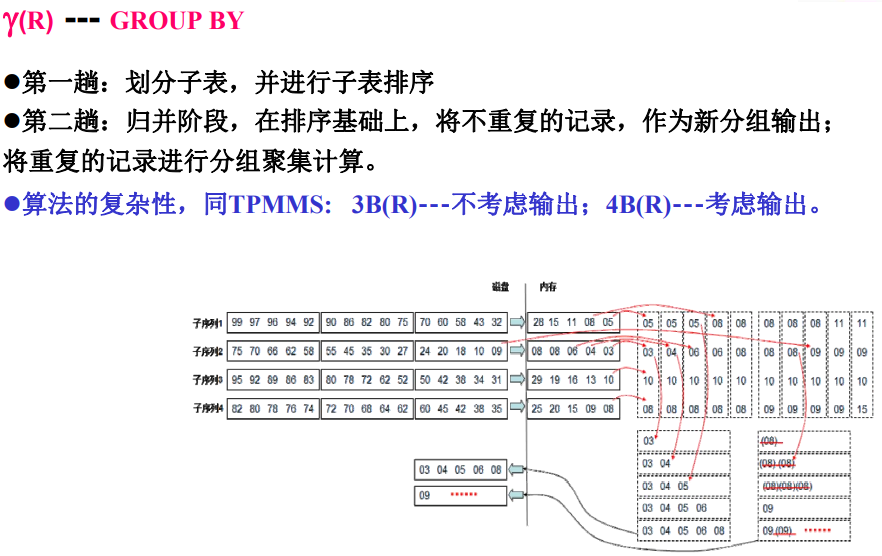 γ(R) --- GROUP BY
●第一趟：划分子表，并进行子表排序
●第二趟：归并阶段，在排序基础上，将不重复的记录，作为新分组输出；
将重复的记录进行分组聚集计算。
●算法的复杂性，同TPMMS: 3B(R)---不考虑输出；4B(R)---考虑输出。
磁盘 内存
子序列1 99 97 96 94 92 90 86 82 80 75 70 60 58 43 32 28 15 11 08 05 05 05 05 08 08 08 08 08 11 11
子序列2 75 70 66 62 58 55 45 35 30 27 24 20 18 10 09 08 08 06 04 03 03 04 06 06 08 08 08 09 09 09
子序列3 95 92 89 86 83 80 78 72 62 52 50 42 38 34 31 29 19 16 13 10 10 10 10 10 10 10 10 10 10 10
子序列4 82 80 78 76 74 72 70 68 64 62 60 45 42 38 35 25 20 15 09 08 08 08 08 08 08 09 09 09 09 15
03 (08)
03 04 05 06 08 03 04 (08) (08)
09 ...... 03 04 05 (08)(08)(08)
03 04 05 06 09
03 04 05 06 08 09 (09) ......